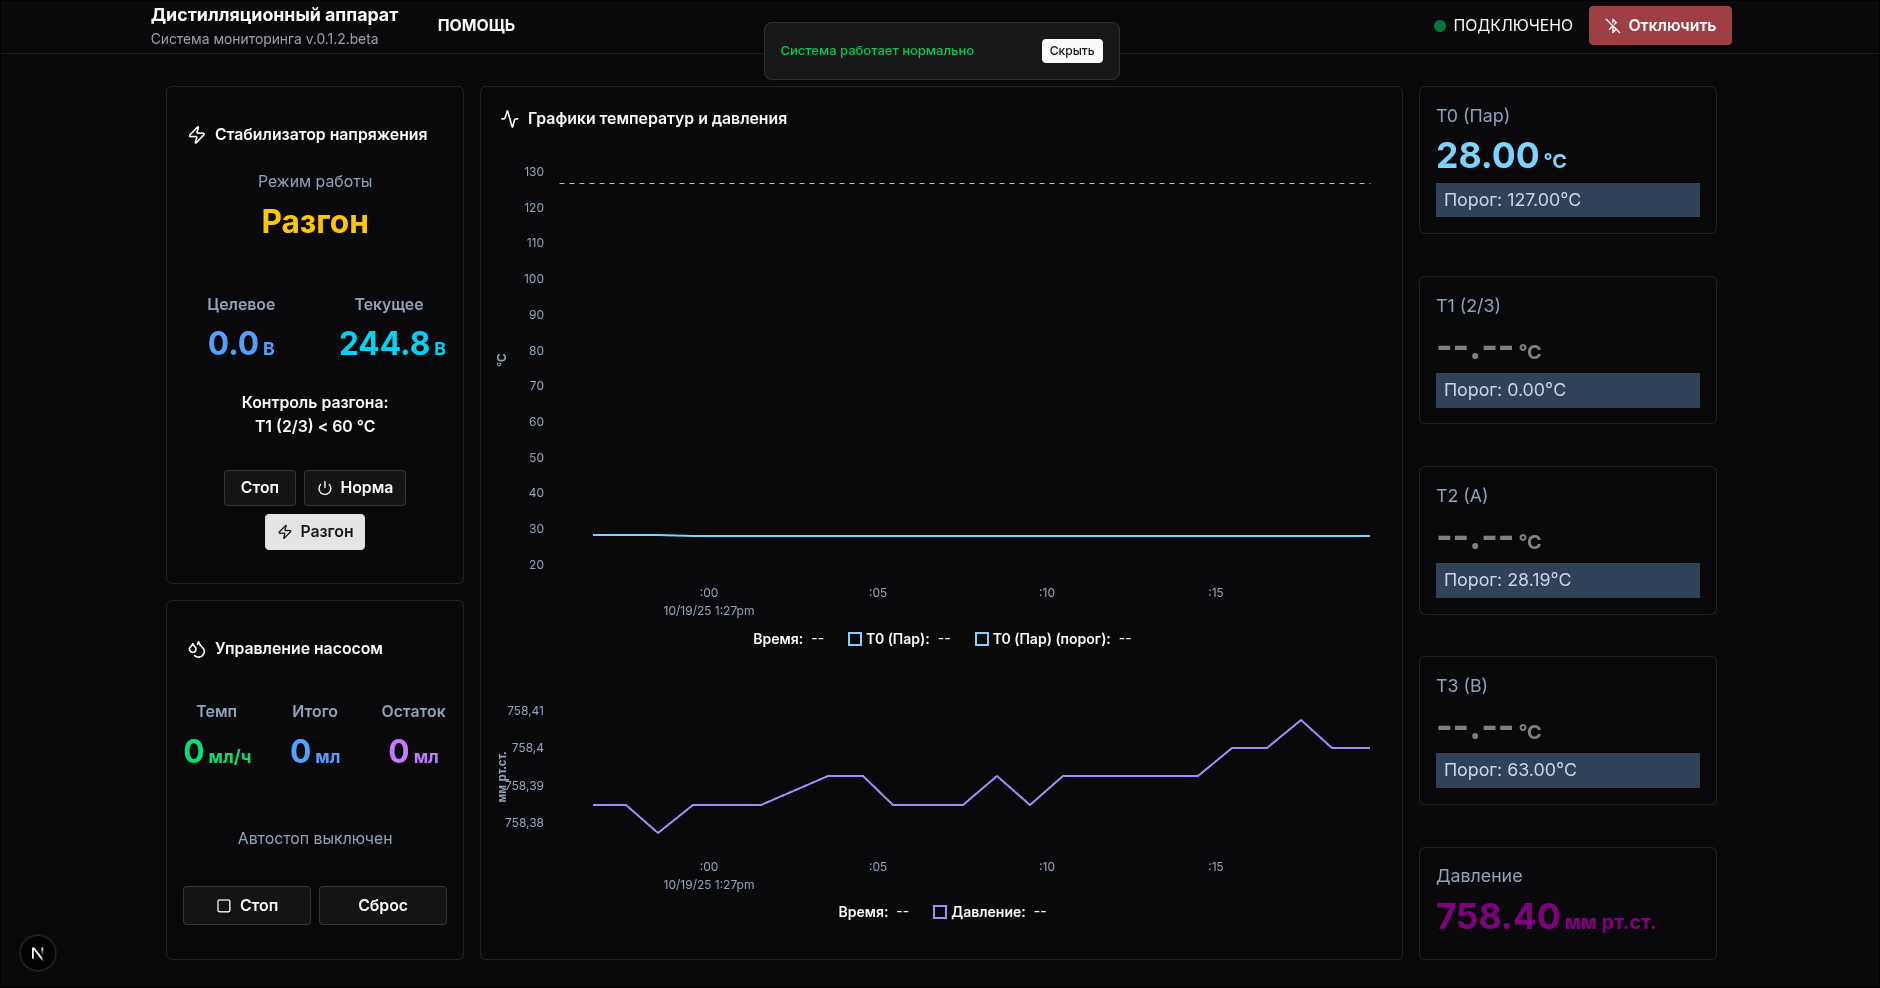 Дистилляционный аппарат
Система мониторинга v.0.1.2.beta
ПОМОЩЬ
Система работает нормально
Скрыть
ПОДКЛЮЧЕНО
Отключить
Стабилизатор напряжения
Режим работы
Разгон
Целевое Текущее
0.0 В 244.8 В
Контроль разгона:
T1 (2/3) < 60 °C
Стоп
Норма
Разгон
Управление насосом
Темп Итого Остаток
0 мл/ч 0 мл 0 мл
Автостоп выключен
Стоп Сброс
Графики температур и давления
130
120
110
100
90
80
70
60
50
40
30
20
°C
:00 :05 :10 :15
10/19/25 1:27pm
Время: -- T0 (Пар): -- T0 (Пар) (порог): --
758,41
758,4
758,39
758,38
мм рт.ст.
:00 :05 :10 :15
10/19/25 1:27pm
Время: -- Давление: --
T0 (Пар)
28.00 °C
Порог: 127.00°C
T1 (2/3)
--.-- °C
Порог: 0.00°C
T2 (A)
--.-- °C
Порог: 28.19°C
T3 (B)
--.-- °C
Порог: 63.00°C
Давление
758.40 мм рт.ст.
N